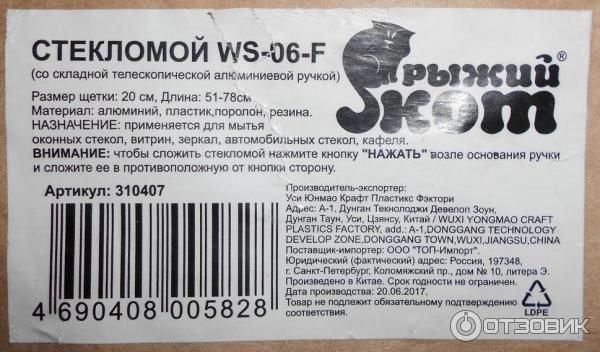 СТЕКЛОМОЙ WS-06-F
(со складной телескопической алюминиевой ручкой)
рыжий кот®
Размер щетки: 20 см, Длина: 51-78см
Материал: алюминий, пластик,поролон, резина.
НАЗНАЧЕНИЕ: применяется для мытья
оконных стекол, витрин, зеркал, автомобильных стекол, кафеля.
ВНИМАНИЕ: чтобы сложить стекломой нажмите кнопку "НАЖАТЬ" возле основания ручки
и сложите ее в противоположную от кнопки сторону.
Артикул: 310407
4 690408 005828
Производитель-экспортер:
Уси Юнмао Крафт Пластикс Фэктори
Адрес: А-1, Дунган Текнолоджи Девелоп Зоун,
Дунган Таун, Уси, Цзянсу, Китай / WUXI YONGMAO CRAFT
PLASTICS FACTORY, add.: A-1,DONGGANG TECHNOLOGY
DEVELOP ZONE,DONGGANG TOWN,WUXI,JIANGSU,CHINA
Поставщик-импортер: ООО "ТОП-Импорт".
Юридический (фактический) адрес: Россия, 197348,
г. Санкт-Петербург, Коломяжский пр., дом № 10, литера Э.
Произведено в Китае. Срок годности не ограничен.
Дата производства: 20.06.2017.
Товар не подлежит обязательному подтверждению
соответствия.
LDPE
ОТЗОВИК